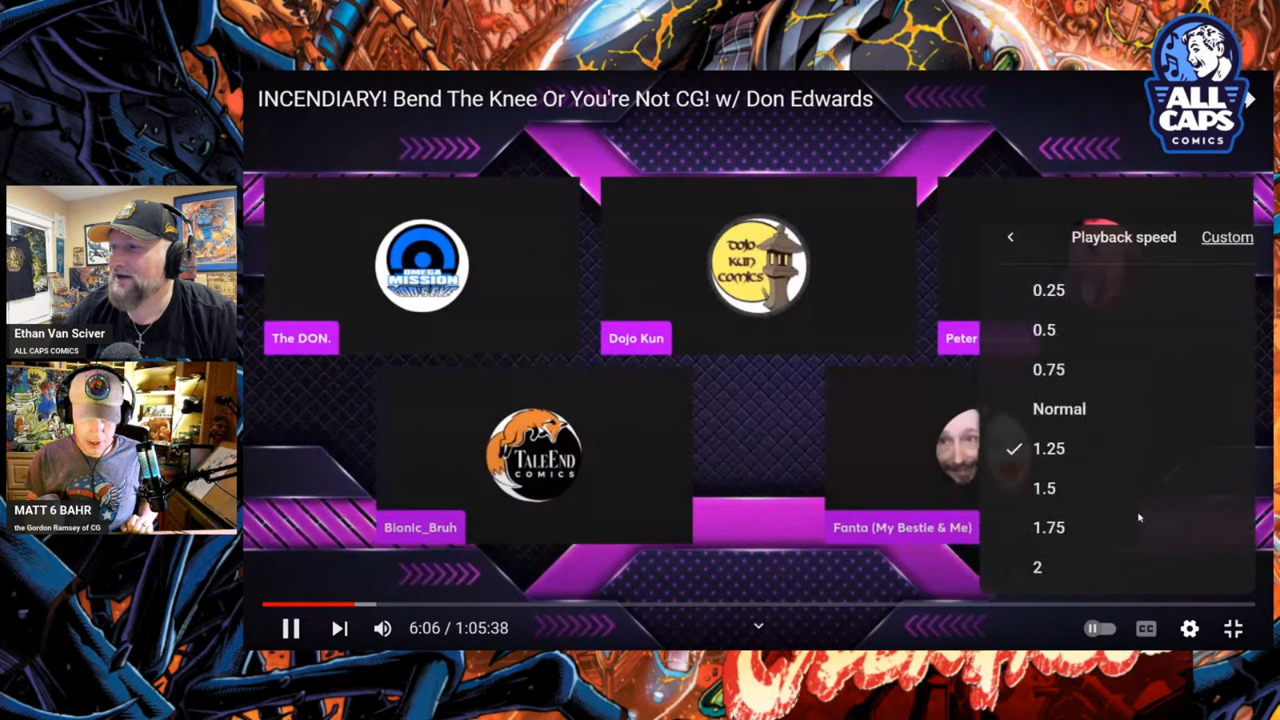 INCENDIARY! Bend The Knee Or You're Not CG! w/ Don Edwards
ALL
CAPS
COMICS
OMEGA
MISSION
The DON.
DOJO
KUN
COMICS
Dojo Kun
Peter
Playback speed
Custom
0.25
0.5
0.75
Normal
1.25
1.5
1.75
2
Ethan Van Sciver
ALL CAPS COMICS
MATT 6 BAHR
the Gordon Ramsey of CG
TALEEND
COMICS
Bionic_Bruh
Fanta (My Bestie & Me)
6:06 / 1:05:38
CC